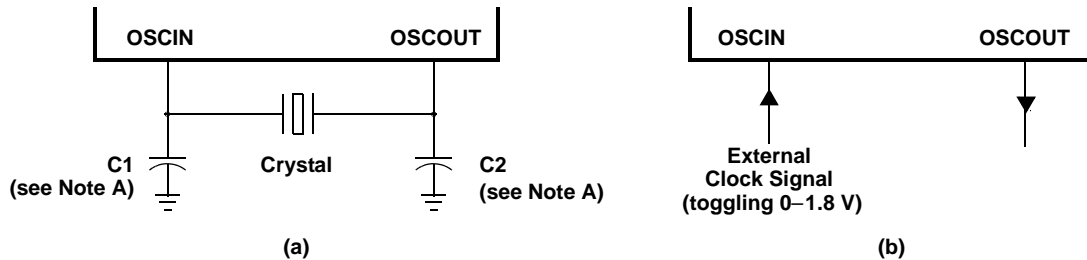 OSCIN
OSCOUT
C1
(see Note A)
Crystal
C2
(see Note A)
(a)
OSCIN
OSCOUT
External
Clock Signal
(toggling 0–1.8 V)
(b)